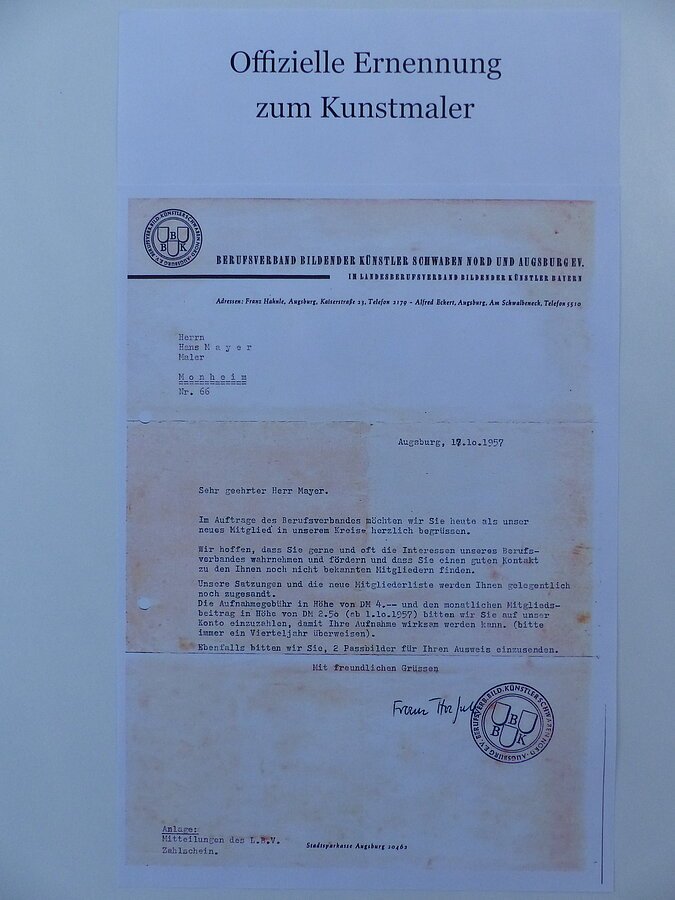 Offizielle Ernennung
zum Kunstmaler
BERUFSVERBAND BILDENDER KÜNSTLER SCHWABEN NORD UND AUGSBURG EV.
IM LANDESBERUFSVERBAND BILDENDER KÜNSTLER BAYERN
Adressen: Franz Hahnle, Augsburg, Kaiserstraße 23, Telefon 2179 - Alfred Eckert, Augsburg, Am Schwalbeneck, Telefon 5510
Herrn
Hans M a y e r
Maler
M o n h e i m
Nr. 66
Augsburg, 17.10.1957
Sehr geehrter Herr Mayer.
Im Auftrage des Berufsverbandes möchten wir Sie heute als unser
neues Mitglied in unserem Kreise herzlich begrüssen.
Wir hoffen, dass Sie gerne und oft die Interessen unseres Berufs-
verbandes wahrnehmen und fördern und dass Sie einen guten Kontakt
zu den Ihnen noch nicht bekannten Mitgliedern finden.
Unsere Satzungen und die neue Mitgliederliste werden Ihnen gelegentlich
noch zugesandt.
Die Aufnahmegebühr in Höhe von DM 4.-- und den monatlichen Mitglieds-
beitrag in Höhe von DM 2.50 (ab 1.10.1957) bitten wir Sie auf unser
Konto einzuzahlen, damit Ihre Aufnahme wirksam werden kann. (bitte
immer ein Vierteljahr überweisen).
Ebenfalls bitten wir Sie, 2 Passbilder für Ihren Ausweis einzusenden.
Mit freundlichen Grüssen
Franz
BBK
Anlage:
Mitteilungen des L.B.V.
Zahlschein.
Stadtsparkasse Augsburg 10462